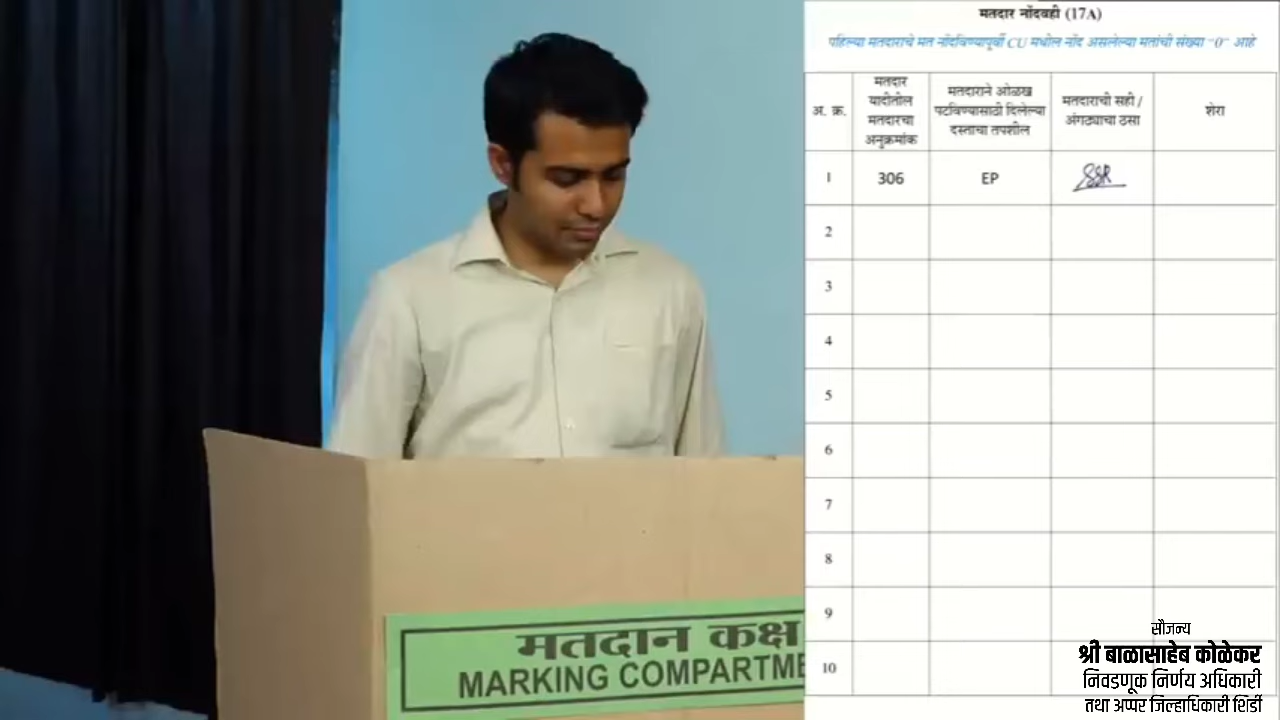 मतदार नोंदवही (17A)
पहिल्या मतदाराचे मत नोंदविण्यापूर्वी CU मधील नोंद असलेल्या मतांची संख्या "0" आहे
अ. क्र.
मतदार
यादीतील
मतदारचा
अनुक्रमांक
मतदाराने ओळख
पटविण्यासाठी दिलेल्या
दस्ताचा तपशील
मतदाराची सही /
अंगठ्याचा ठसा
शेरा
1 306 EP
2
3
4
5
6
7
8
9
10
मतदान कक्ष
MARKING COMPARTME
सौजन्य
श्री बाळासाहेब कोळेकर
निवडणूक निर्णय अधिकारी
तथा अप्पर जिल्हाधिकारी शिर्डी